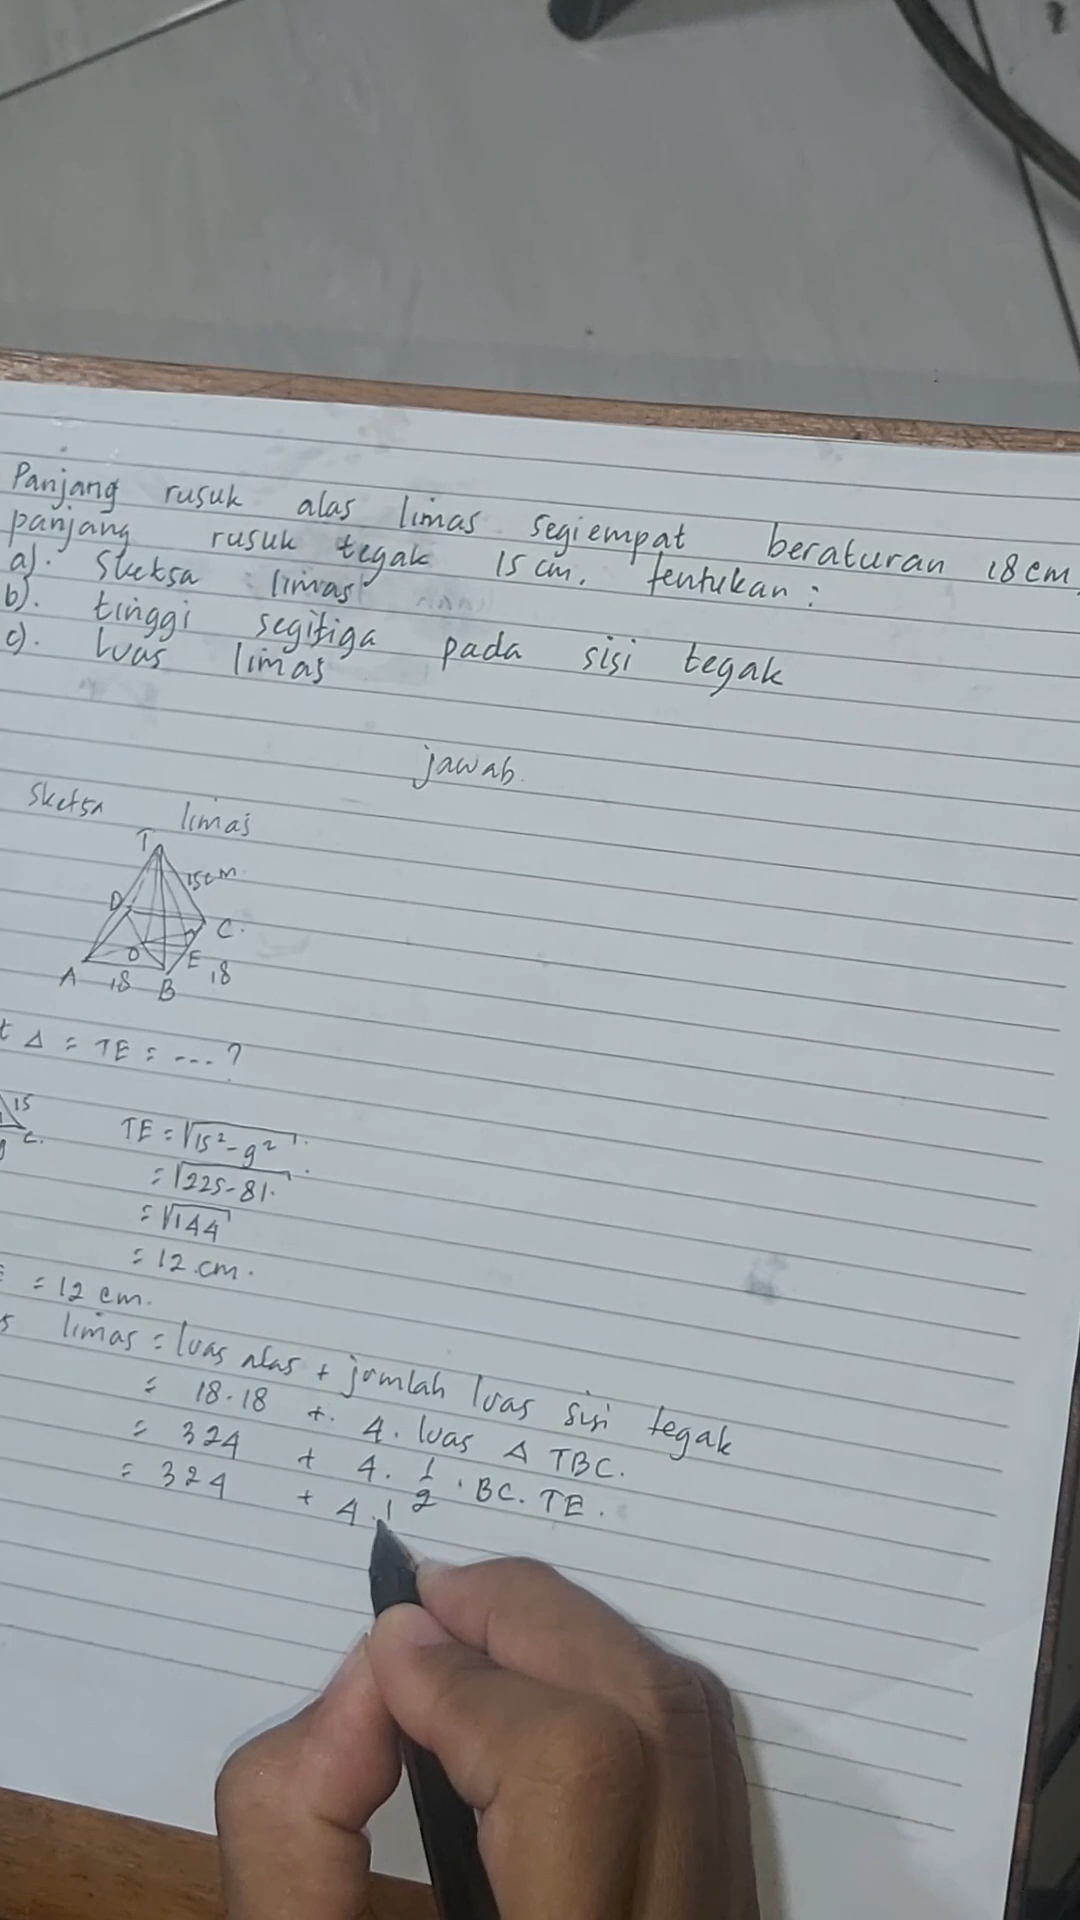 Panjang rusuk alas limas segiempat beraturan 18 cm,
panjang rusuk tegak 15 cm. tentukan:
a). Sketsa limas
b). tinggi segitiga pada sisi tegak
c). luas limas
jawab.
Sketsa limas
T
15 cm
D
C.
O
E
18
A
18
B
t Δ = TE = ---- ?
15
c.
TE = √15² - 9²
= √225 - 81.
= √144
= 12 cm.
= 12 cm.
limas = luas alas + jumlah luas sisi tegak
= 18.18 + 4. luas Δ TBC.
= 324 + 4. 1/2 . BC. TE.
= 324 + 4. 1